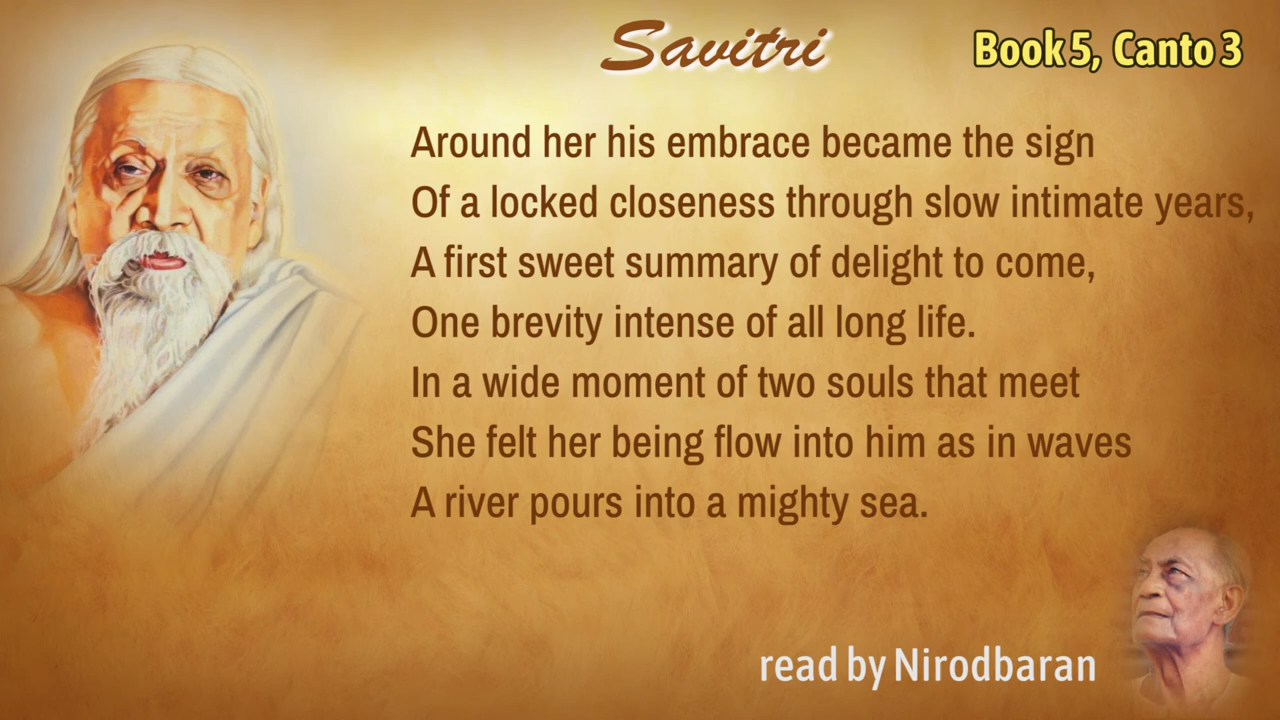 Savitri
Book 5, Canto 3
Around her his embrace became the sign
Of a locked closeness through slow intimate years,
A first sweet summary of delight to come,
One brevity intense of all long life.
In a wide moment of two souls that meet
She felt her being flow into him as in waves
A river pours into a mighty sea.
read by Nirodbaran